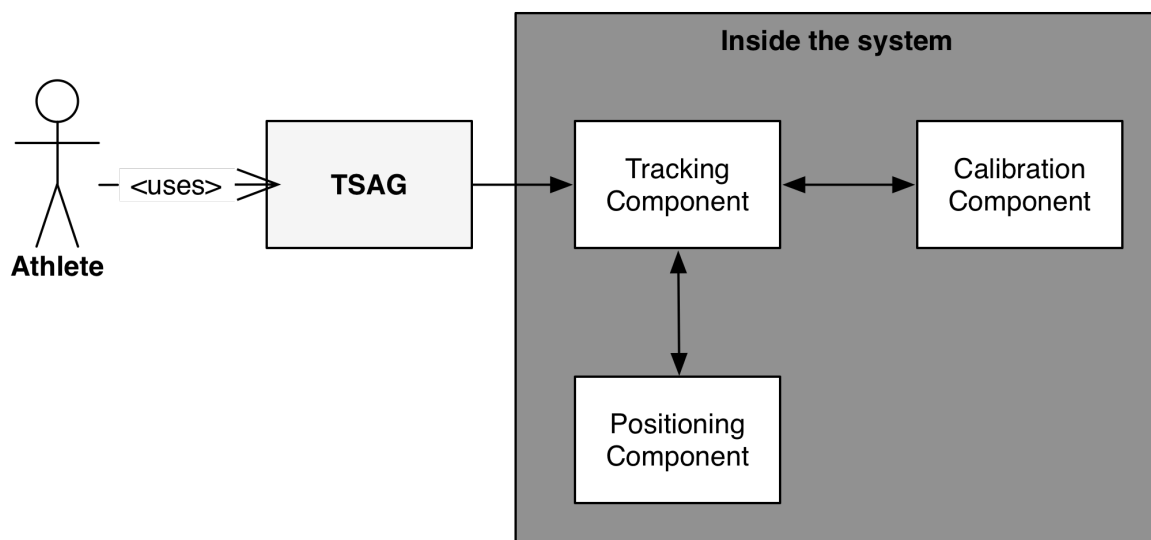 Inside the system
Athlete
<uses>
TSAG
Tracking
Component
Calibration
Component
Positioning
Component